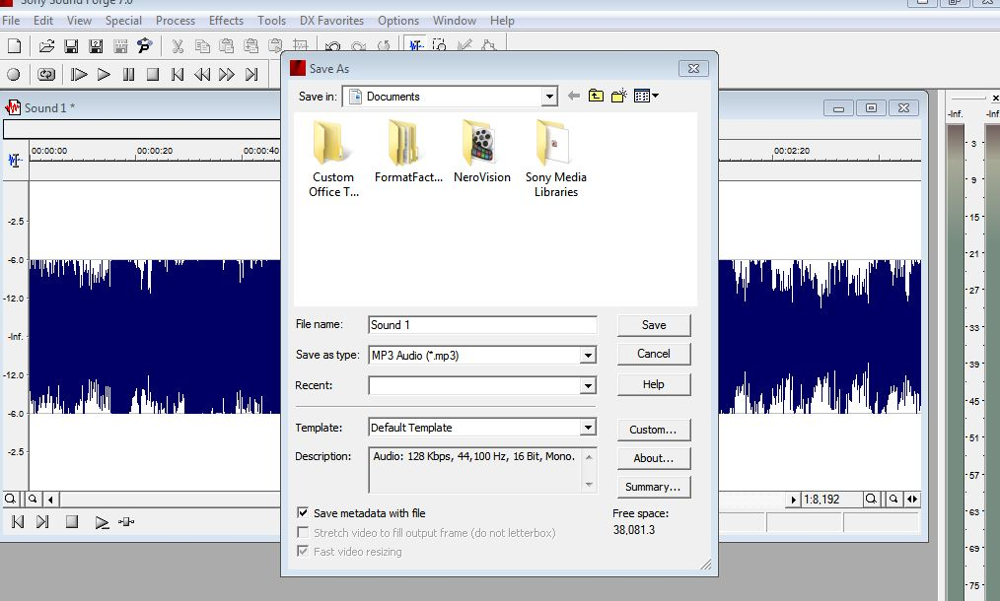 Sony Sound Forge 7.0
File Edit View Special Process Effects Tools DX Favorites Options Window Help
Save As
Save in: Documents
Sound 1 *
-Inf. -Inf
00:00:00 00:00:20 00:00:40 00:02:20
Custom Office T...
FormatFact...
NeroVision
Sony Media Libraries
-2.5
-6.0
-12.0
-Inf.
-12.0
-6.0
-2.5
File name: Sound 1 Save
Save as type: MP3 Audio (*.mp3) Cancel
Recent: Help
Template: Default Template Custom...
Description: Audio: 128 Kbps, 44,100 Hz, 16 Bit, Mono. About...
Summary...
Save metadata with file Free space:
Stretch video to fill output frame (do not letterbox) 38,081.3
Fast video resizing
1:8,192
3
9
15
21
27
33
39
45
51
57
63
69
75